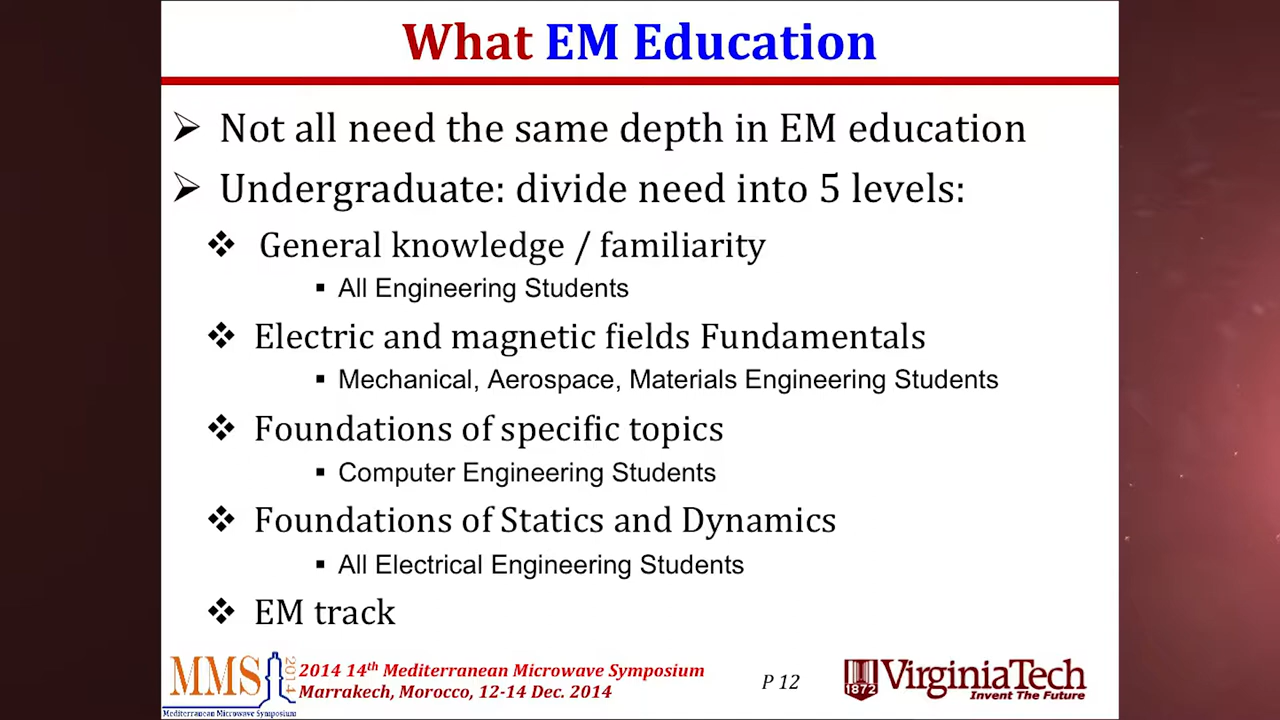 What EM Education
➢ Not all need the same depth in EM education
➢ Undergraduate: divide need into 5 levels:
❖ General knowledge / familiarity
▪ All Engineering Students
❖ Electric and magnetic fields Fundamentals
▪ Mechanical, Aerospace, Materials Engineering Students
❖ Foundations of specific topics
▪ Computer Engineering Students
❖ Foundations of Statics and Dynamics
▪ All Electrical Engineering Students
❖ EM track
MMS 2014
Mediterranean Microwave Symposium
2014 14th Mediterranean Microwave Symposium
Marrakech, Morocco, 12-14 Dec. 2014
P 12
1872
VirginiaTech
Invent The Future